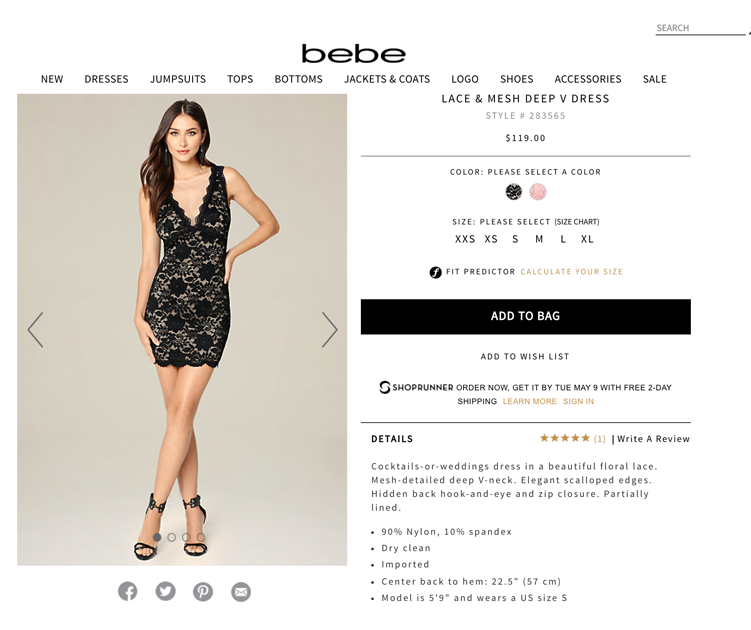 SEARCH
bebe
NEW DRESSES JUMPSUITS TOPS BOTTOMS JACKETS & COATS LOGO SHOES ACCESSORIES SALE
LACE & MESH DEEP V DRESS
STYLE # 283565
$119.00
COLOR: PLEASE SELECT A COLOR
SIZE: PLEASE SELECT (SIZE CHART)
XXS XS S M L XL
f FIT PREDICTOR CALCULATE YOUR SIZE
ADD TO BAG
ADD TO WISH LIST
SHOPRUNNER ORDER NOW, GET IT BY TUE MAY 9 WITH FREE 2-DAY
SHIPPING LEARN MORE SIGN IN
DETAILS ★★★★★ (1) | Write A Review
Cocktails-or-weddings dress in a beautiful floral lace.
Mesh-detailed deep V-neck. Elegant scalloped edges.
Hidden back hook-and-eye and zip closure. Partially
lined.
• 90% Nylon, 10% spandex
• Dry clean
• Imported
• Center back to hem: 22.5" (57 cm)
• Model is 5'9" and wears a US size S